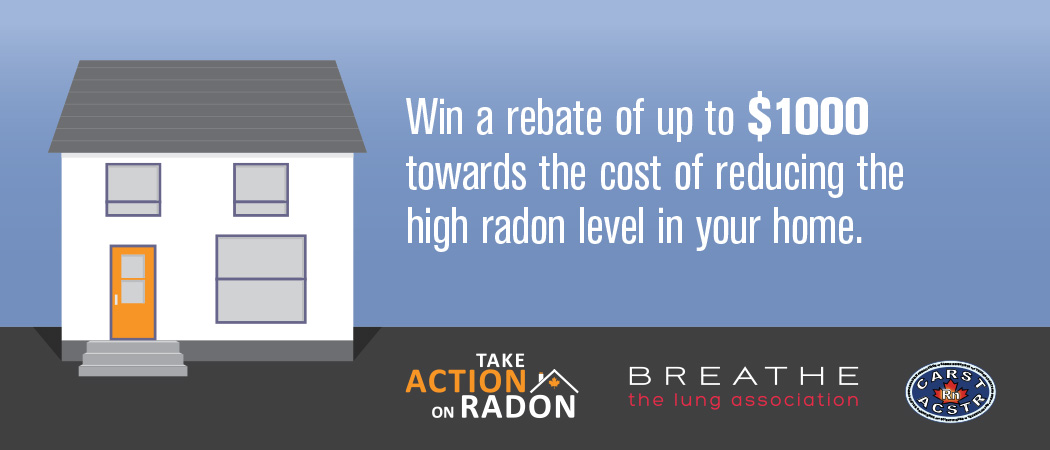 Win a rebate of up to $1000
towards the cost of reducing the
high radon level in your home.
TAKE
ACTION
ON RADON
BREATHE
the lung association
CARST
Rn
ACSTR